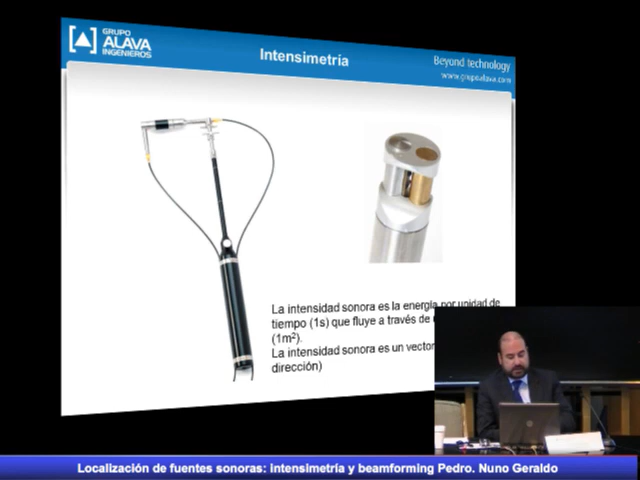 GRUPO
ALAVA
INGENIEROS
Intensimetría
Beyond technology
www.grupoalava.com
La intensidad sonora es la energía por unidad de
tiempo (1s) que fluye a través de
(1m²).
La intensidad sonora es un vector
dirección)
Localización de fuentes sonoras: intensimetría y beamforming Pedro. Nuno Geraldo